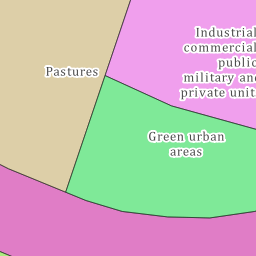 Industrial
commercial
public
military and
private unit
Pastures
Green urban
areas